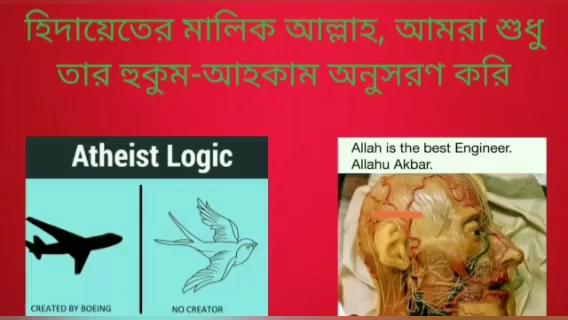 হিদায়েতের মালিক আল্লাহ, আমরা শুধু
তার হুকুম-আহকাম অনুসরণ করি
Atheist Logic
CREATED BY BOEING
NO CREATOR
Allah is the best Engineer.
Allahu Akbar.